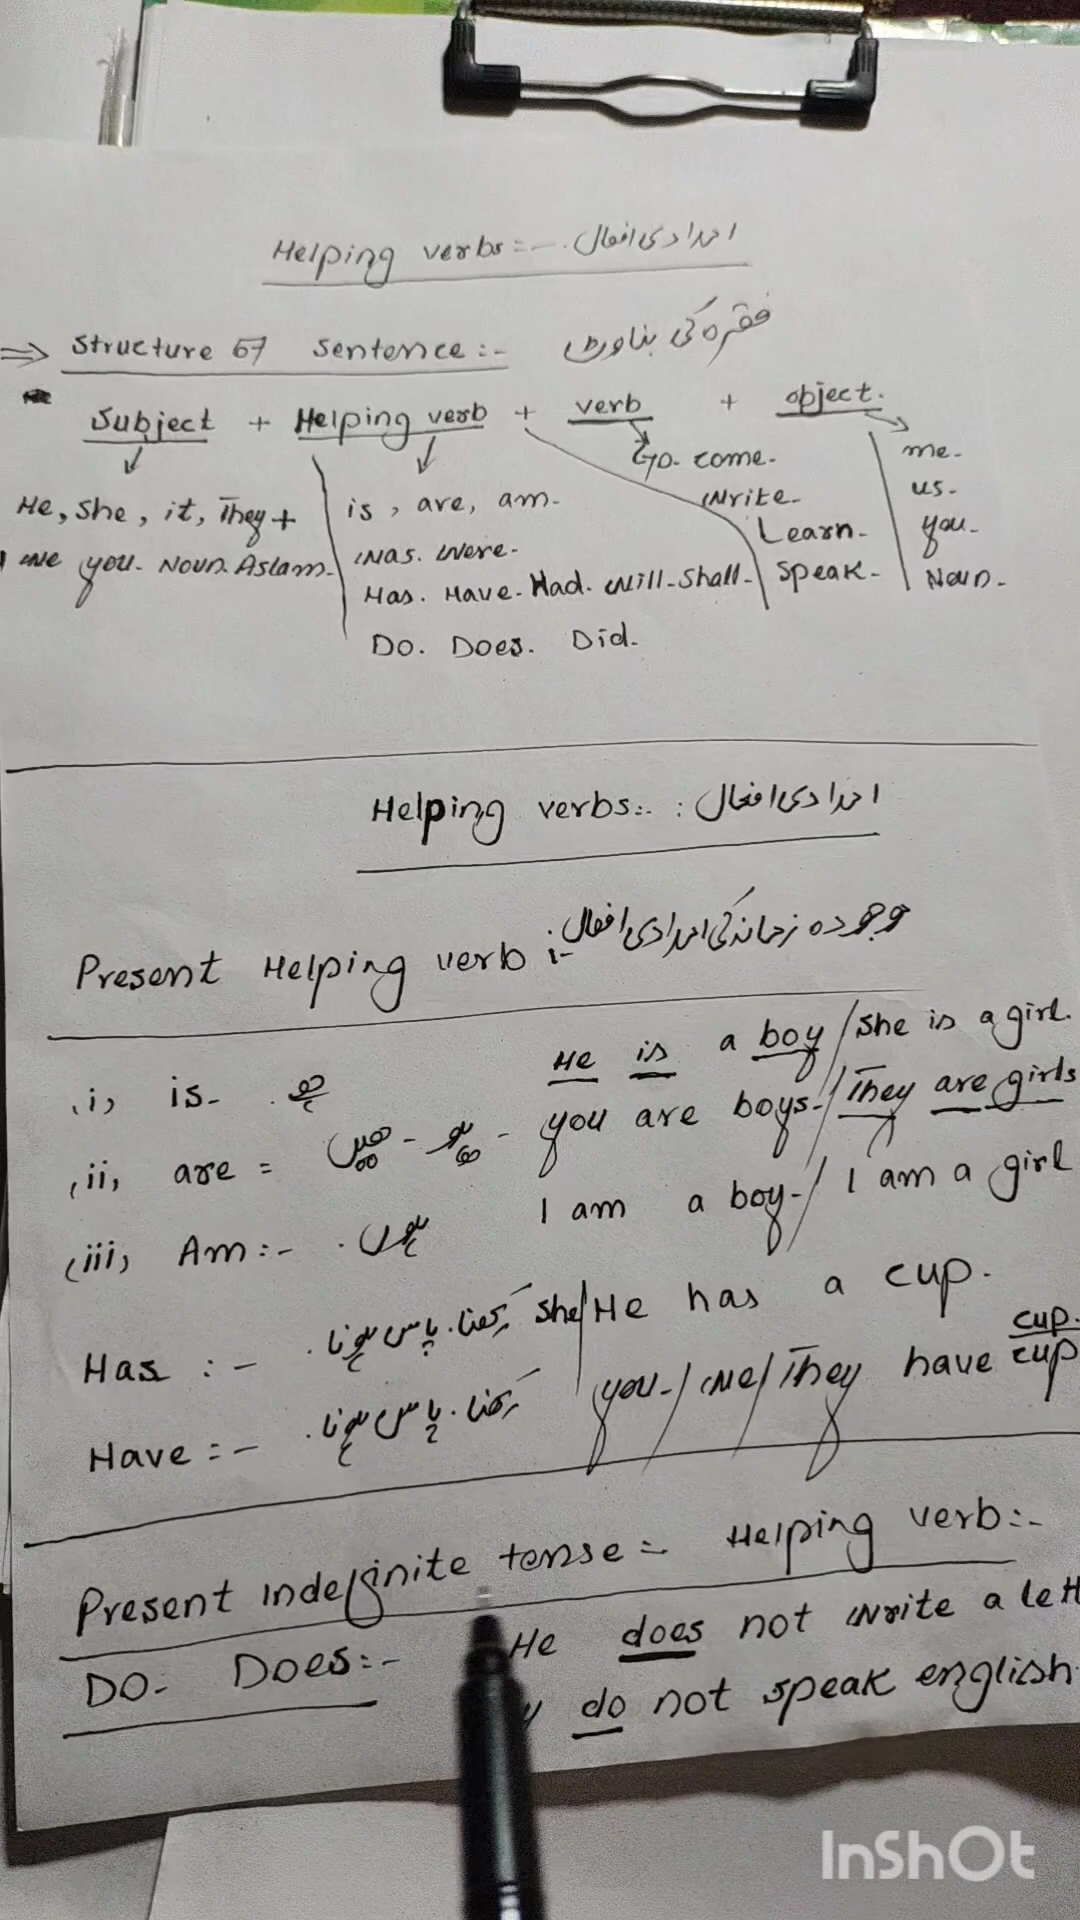 Helping verbs:- امدادی افعال
⇒ Structure of Sentence:- فقرہ کی بناوٹ
Subject + Helping verb + verb + object.
He, She, it, They + is, are, am. Go. come. me.
we you. Noun. Aslam. was. were. write. us.
Has. Have. Had. Will. Shall. Learn. you.
Do. Does. Did. Speak. Noun.
Helping verbs:: امدادی افعال
Present Helping verb :- موجودہ زمانہ کی امدادی افعال
(i) is- ہے. He is a boy / She is a girl.
(ii) are = ہو - ہیں - you are boys- / They are girls
(iii) Am:- ہوں. I am a boy- / I am a girl
Has :- رکھنا. پاس ہونا. She/He has a cup.
Have :- رکھنا. پاس ہونا. you-/we/They have cup
cup.
Present indefinite tense:- Helping verb:-
DO. Does:- He does not write a lett
y do not speak english
InShOt